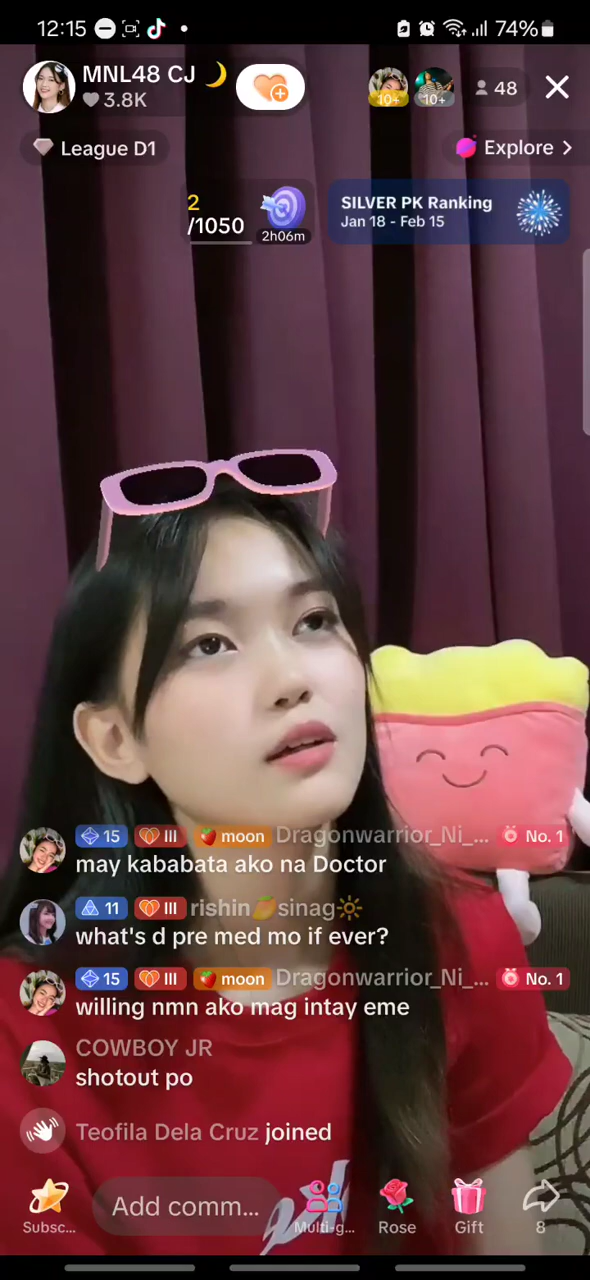 12:15
74%
MNL48 CJ 🌙
3.8K
10+
10+
48
League D1
Explore >
2
/1050
2h06m
SILVER PK Ranking
Jan 18 - Feb 15
15 III moon Dragonwarrior_Ni_... No. 1
may kababata ako na Doctor
11 III rishin🥭sinag🔆
what's d pre med mo if ever?
15 III moon Dragonwarrior_Ni_... No. 1
willing nmn ako mag intay eme
COWBOY JR
shotout po
Teofila Dela Cruz joined
Subsc...
Add comm...
Multi-g...
Rose
Gift
8